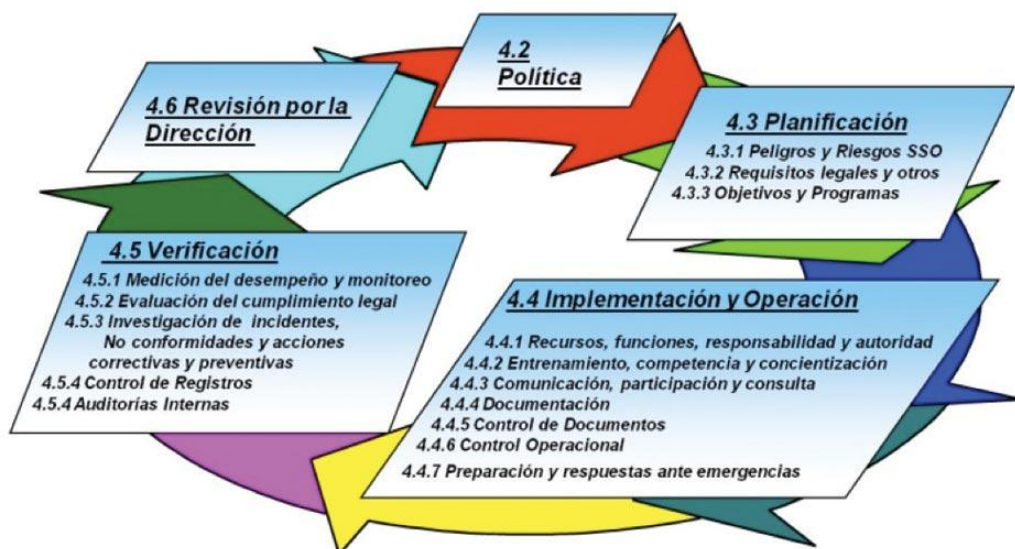 4.2
Política
4.3 Planificación
4.3.1 Peligros y Riesgos SSO
4.3.2 Requisitos legales y otros
4.3.3 Objetivos y Programas
4.4 Implementación y Operación
4.4.1 Recursos, funciones, responsabilidad y autoridad
4.4.2 Entrenamiento, competencia y concientización
4.4.3 Comunicación, participación y consulta
4.4.4 Documentación
4.4.5 Control de Documentos
4.4.6 Control Operacional
4.4.7 Preparación y respuestas ante emergencias
4.5 Verificación
4.5.1 Medición del desempeño y monitoreo
4.5.2 Evaluación del cumplimiento legal
4.5.3 Investigación de incidentes,
No conformidades y acciones
correctivas y preventivas
4.5.4 Control de Registros
4.5.4 Auditorías Internas
4.6 Revisión por la
Dirección